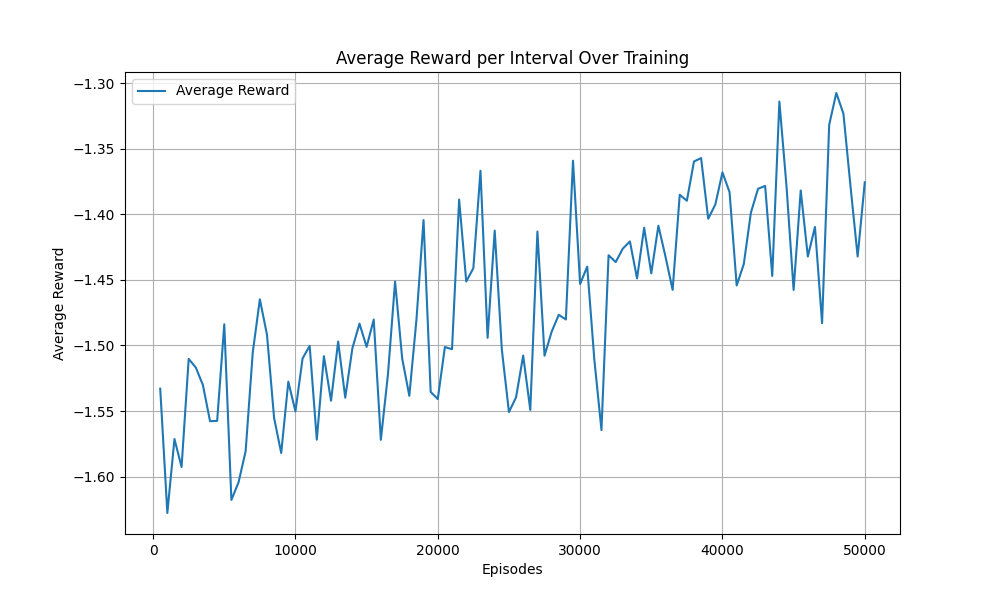 Average Reward per Interval Over Training
Average Reward
−1.30
−1.35
−1.40
−1.45
−1.50
−1.55
−1.60
Average Reward
0 10000 20000 30000 40000 50000
Episodes